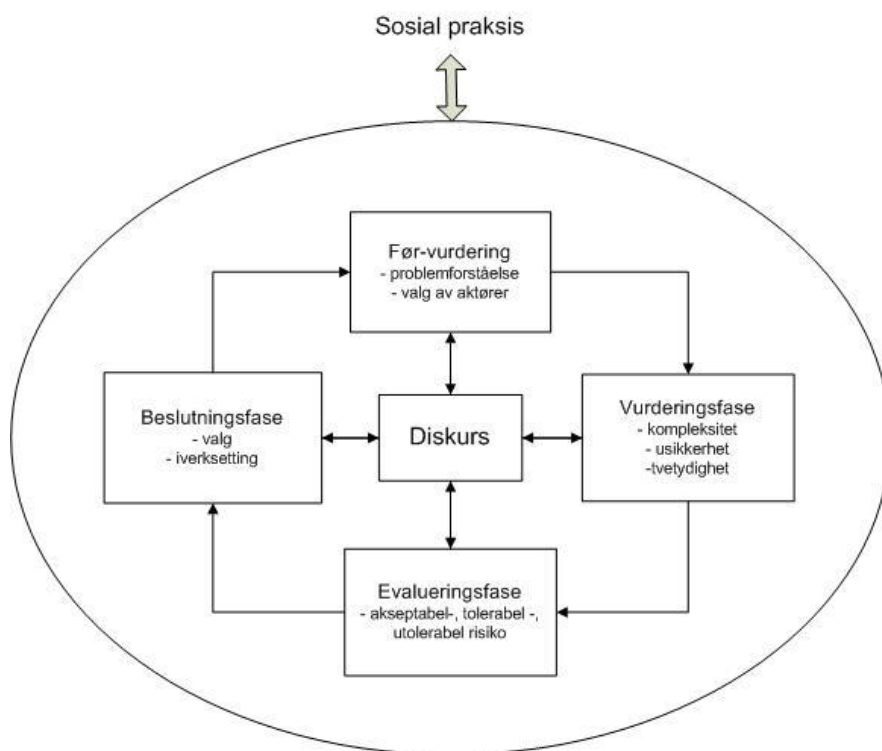 Sosial praksis
Før-vurdering
- problemforståelse
- valg av aktører
Beslutningsfase
- valg
- iverksetting
Diskurs
Vurderingsfase
- kompleksitet
- usikkerhet
-tvetydighet
Evalueringsfase
- akseptabel-, tolerabel -,
utolerabel risiko